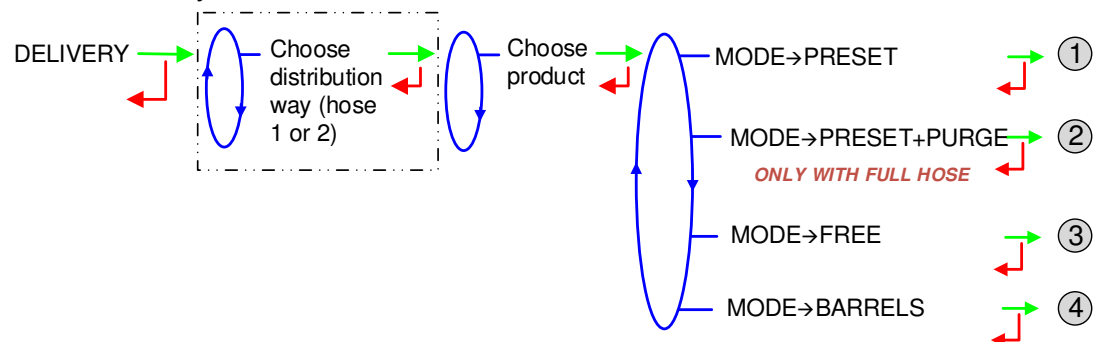 DELIVERY
Choose
distribution
way (hose
1 or 2)
Choose
product
MODE→PRESET
1
MODE→PRESET+PURGE
2
ONLY WITH FULL HOSE
MODE→FREE
3
MODE→BARRELS
4